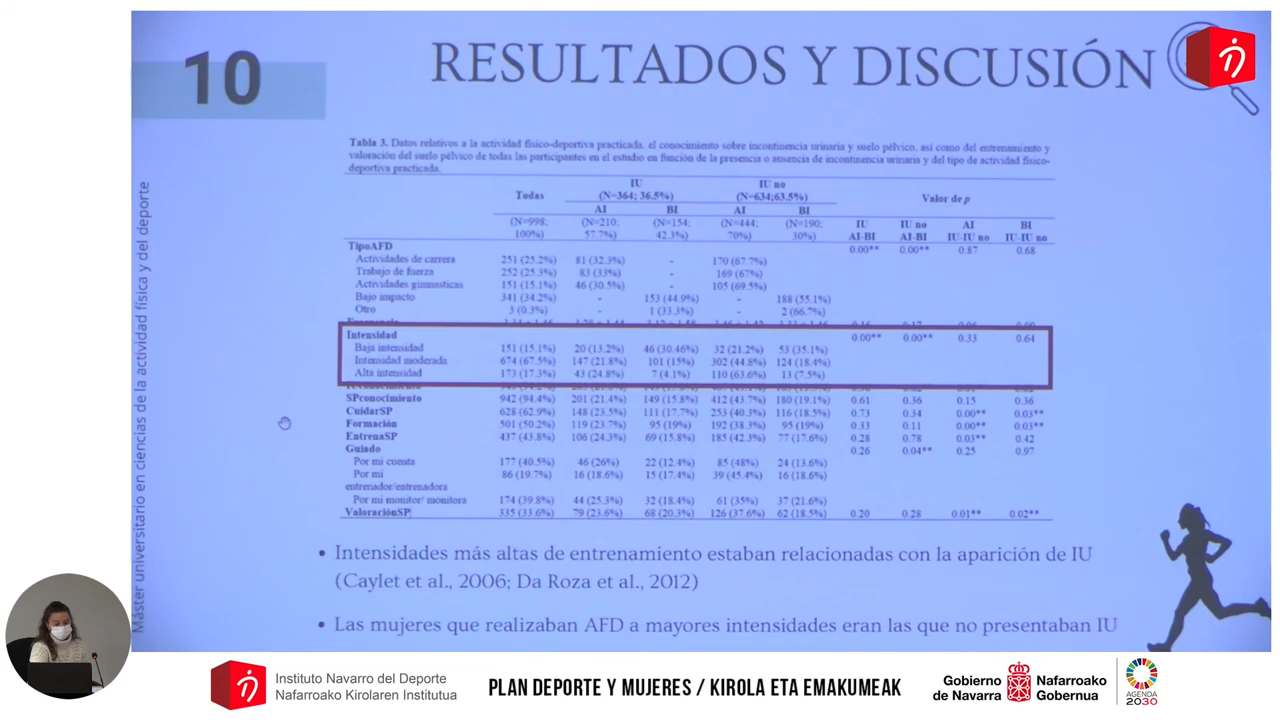 10
RESULTADOS Y DISCUSIÓN
Máster universitario en ciencias de la actividad física y del deporte
Tabla 3. Datos relativos a la actividad físico-deportiva practicada, el conocimiento sobre incontinencia urinaria y suelo pélvico, así como del entrenamiento y
valoración del suelo pélvico de todas las participantes en el estudio en función de la presencia o ausencia de incontinencia urinaria y del tipo de actividad físico-
deportiva practicada.
Todas IU (N=364; 36.5%) IU no (N=634;63.5%) Valor de p
AI BI AI BI
(N=998; 100%) (N=210; 57.7%) (N=154; 42.3%) (N=444; 70%) (N=190; 30%) IU AI-BI IU no AI-BI AI IU-IU no BI IU-IU no
TipoAFD 0.00** 0.00** 0.87 0.68
Actividades de carrera 251 (25.2%) 81 (32.3%) - 170 (67.7%)
Trabajo de fuerza 252 (25.3%) 83 (33%) - 169 (67%)
Actividades gimnasticas 151 (15.1%) 46 (30.5%) - 105 (69.5%)
Bajo impacto 341 (34.2%) - 153 (44.9%) - 188 (55.1%)
Otro 3 (0.3%) 1 (33.3%) 2 (66.7%)
Intensidad 0.00** 0.00** 0.33 0.64
Baja intensidad 151 (15.1%) 20 (13.2%) 46 (30.46%) 32 (21.2%) 53 (35.1%)
Intensidad moderada 674 (67.5%) 147 (21.8%) 101 (15%) 302 (44.8%) 124 (18.4%)
Alta intensidad 173 (17.3%) 43 (24.8%) 7 (4.1%) 110 (63.6%) 13 (7.5%)
SPconocimiento 942 (94.4%) 201 (21.4%) 149 (15.8%) 412 (43.7%) 180 (19.1%) 0.61 0.36 0.15 0.36
CuidarSP 628 (62.9%) 148 (23.5%) 111 (17.7%) 253 (40.3%) 116 (18.5%) 0.73 0.34 0.00** 0.03**
Formación 501 (50.2%) 119 (23.7%) 95 (19%) 192 (38.3%) 95 (19%) 0.33 0.11 0.00** 0.03**
EntrenaSP 437 (43.8%) 106 (24.3%) 69 (15.8%) 185 (42.3%) 77 (17.6%) 0.28 0.78 0.03** 0.42
Guiado 0.26 0.04** 0.25 0.97
Por mi cuenta 177 (40.5%) 46 (26%) 22 (12.4%) 85 (48%) 24 (13.6%)
Por mi 86 (19.7%) 16 (18.6%) 15 (17.4%) 39 (45.4%) 16 (18.6%)
entrenador/entrenadora
Por mi monitor/ monitora 174 (39.8%) 44 (25.3%) 32 (18.4%) 61 (35%) 37 (21.6%)
ValoraciónSP 335 (33.6%) 79 (23.6%) 68 (20.3%) 126 (37.6%) 62 (18.5%) 0.20 0.28 0.01** 0.02**
• Intensidades más altas de entrenamiento estaban relacionadas con la aparición de IU
(Caylet et al., 2006; Da Roza et al., 2012)
• Las mujeres que realizaban AFD a mayores intensidades eran las que no presentaban IU
Instituto Navarro del Deporte
Nafarroako Kirolaren Institutua
PLAN DEPORTE Y MUJERES / KIROLA ETA EMAKUMEAK
Gobierno de Navarra
Nafarroako Gobernua
AGENDA
2030